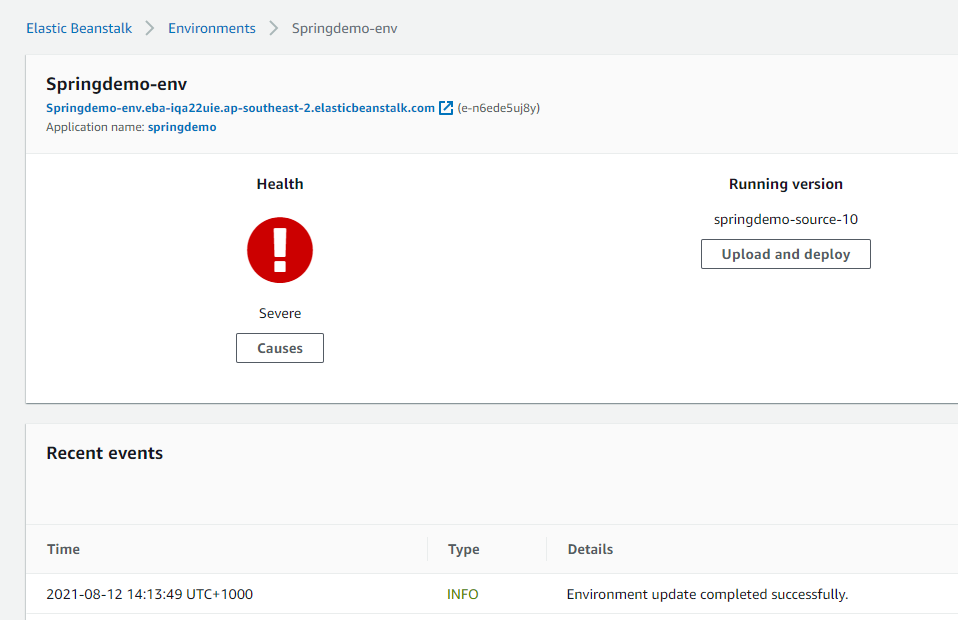 Elastic Beanstalk > Environments > Springdemo-env
Springdemo-env
Springdemo-env.eba-iqa22uie.ap-southeast-2.elasticbeanstalk.com (e-n6ede5uj8y)
Application name: springdemo
Health
Running version
springdemo-source-10
Upload and deploy
Severe
Causes
Recent events
Time Type Details
2021-08-12 14:13:49 UTC+1000 INFO Environment update completed successfully.